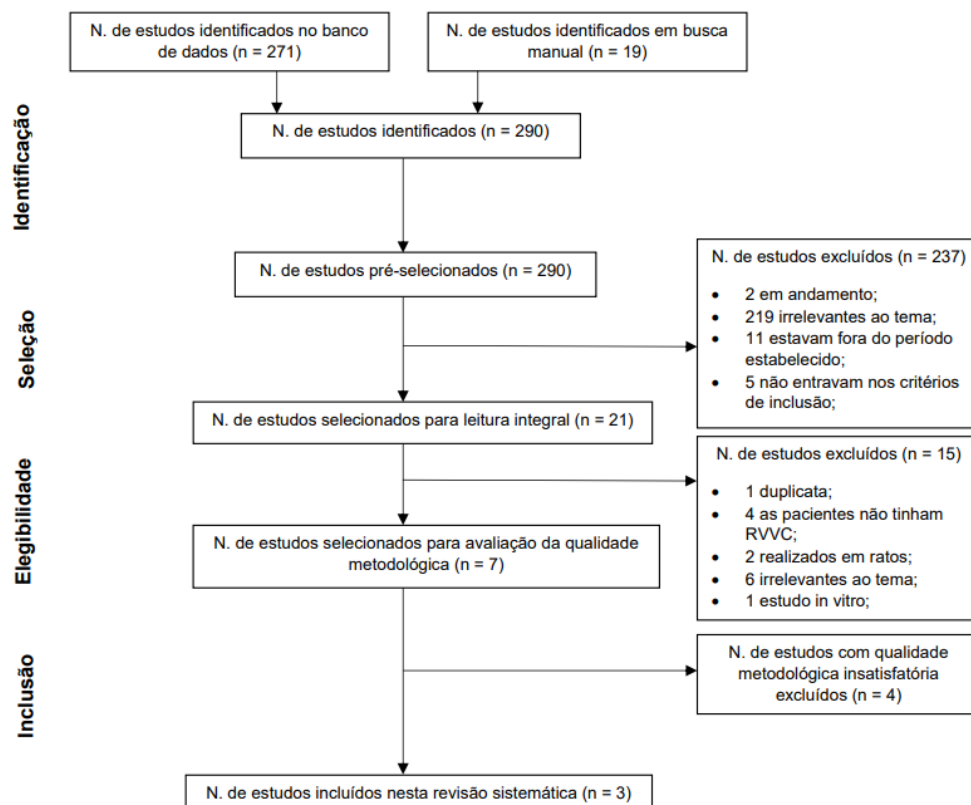 N. de estudos identificados no banco
de dados (n = 271)
N. de estudos identificados em busca
manual (n = 19)
Identificação
N. de estudos identificados (n = 290)
N. de estudos pré-selecionados (n = 290)
N. de estudos excluídos (n = 237)
• 2 em andamento;
• 219 irrelevantes ao tema;
• 11 estavam fora do período
estabelecido;
• 5 não entravam nos critérios
de inclusão;
Seleção
N. de estudos selecionados para leitura integral (n = 21)
N. de estudos excluídos (n = 15)
• 1 duplicata;
• 4 as pacientes não tinham
RVVC;
• 2 realizados em ratos;
• 6 irrelevantes ao tema;
• 1 estudo in vitro;
Elegibilidade
N. de estudos selecionados para avaliação da qualidade
metodológica (n = 7)
N. de estudos com qualidade
metodológica insatisfatória
excluídos (n = 4)
Inclusão
N. de estudos incluídos nesta revisão sistemática (n = 3)